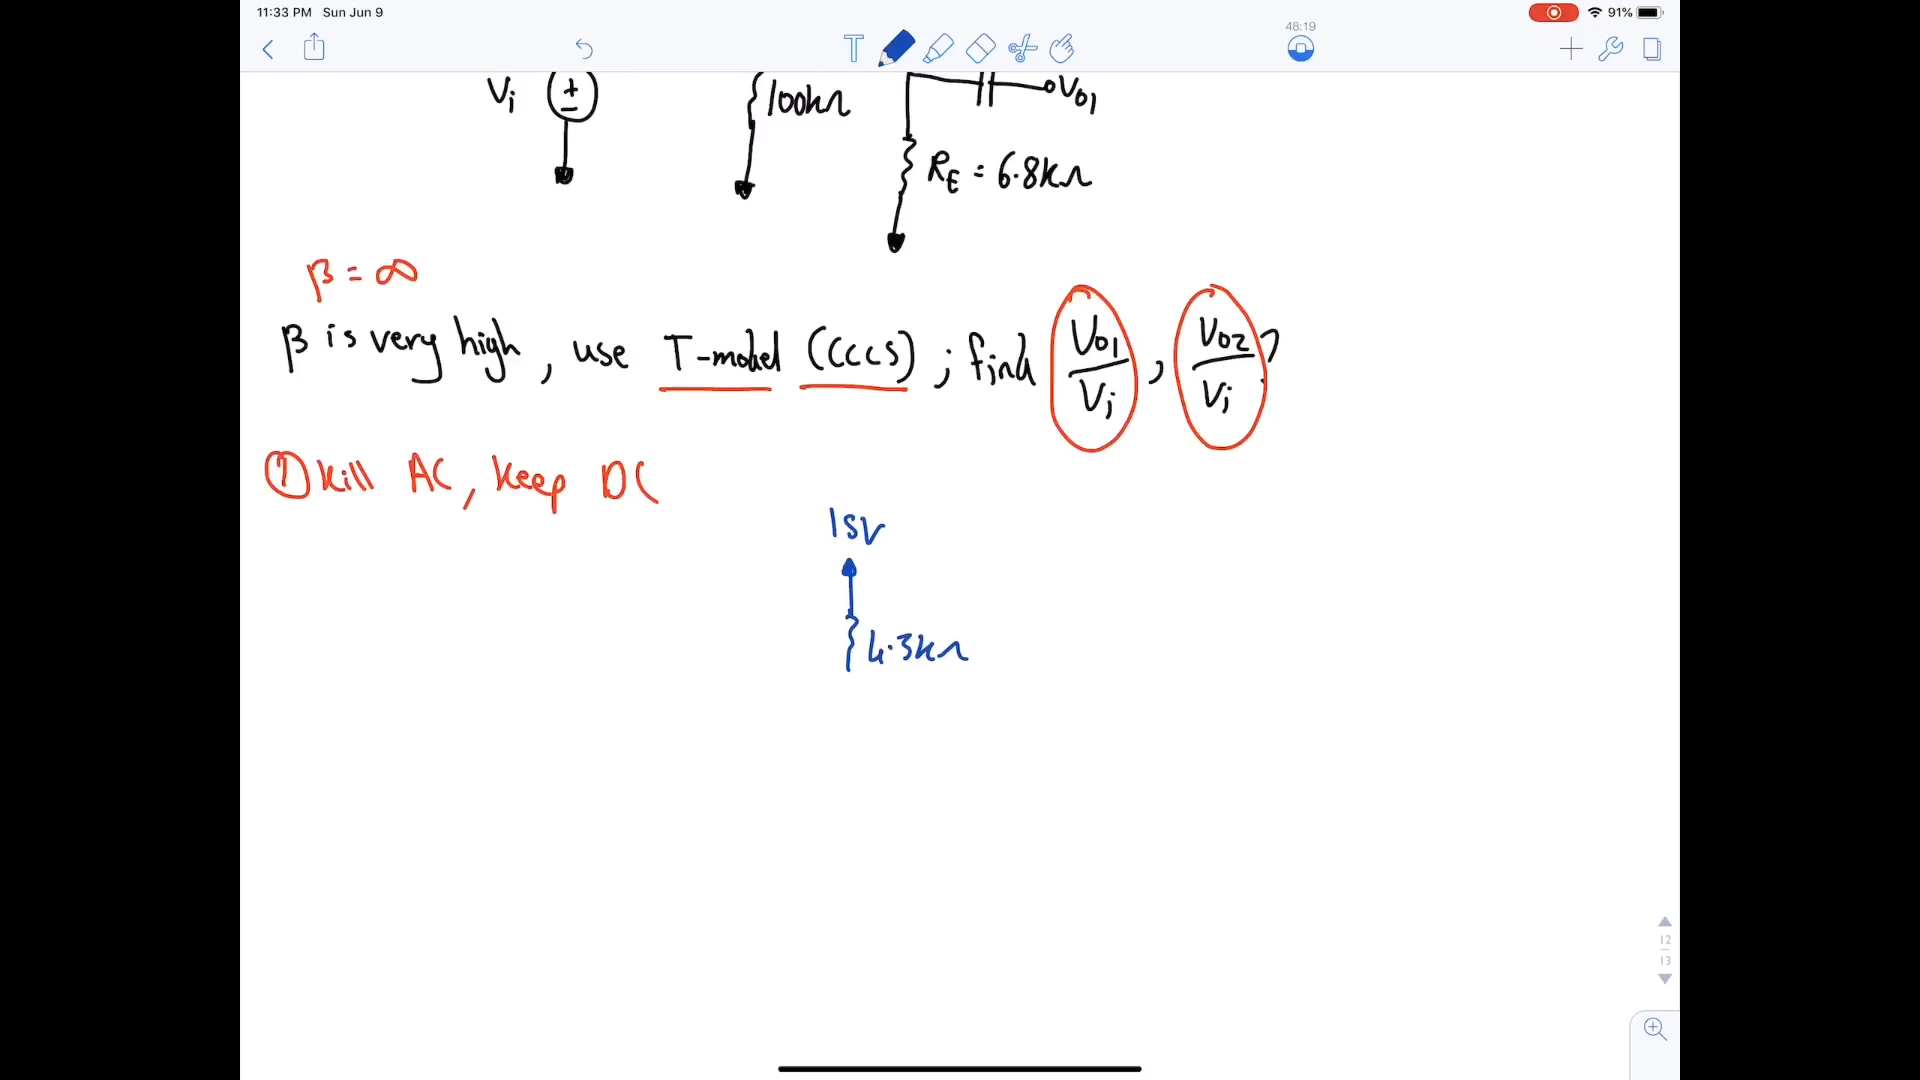 11:33 PM Sun Jun 9
91%
48:19
T
Vi + − 100kΩ Vo1
RE = 6.8kΩ
β = ∞
β is very high, use T-model (CCCS); find Vo1/Vi, Vo2/Vi?
① kill AC, keep DC
15V
4.3kΩ
12
13